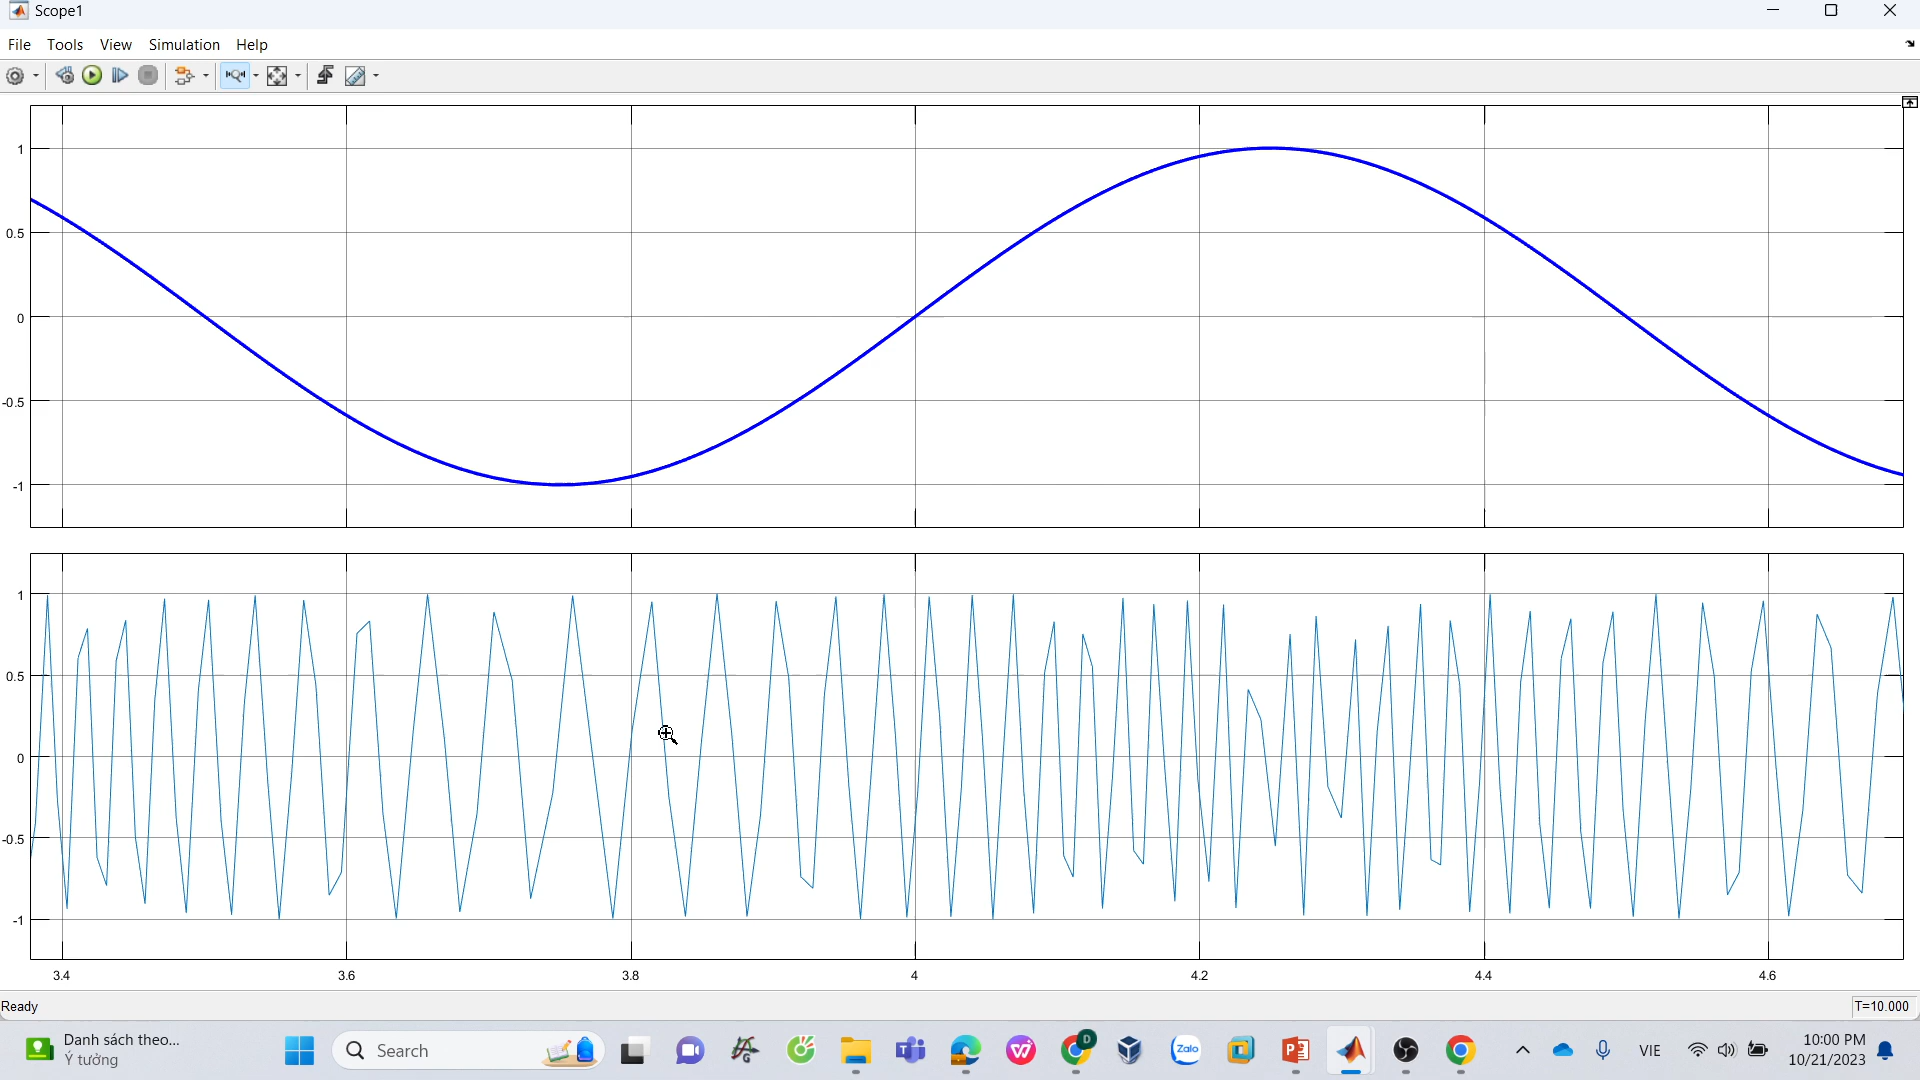 Scope1
File Tools View Simulation Help
1
0.5
0
-0.5
-1
1
0.5
0
-0.5
-1
3.4 3.6 3.8 4 4.2 4.4 4.6
Ready T=10.000
Danh sách theo...
Ý tưởng
Search
D
Zalo
VIE
10:00 PM
10/21/2023